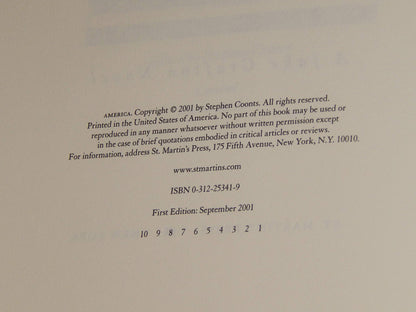 AMERICA. Copyright © 2001 by Stephen Coonts. All rights reserved.
Printed in the United States of America. No part of this book may be used or
reproduced in any manner whatsoever without written permission except
in the case of brief quotations embodied in critical articles or reviews.
For information, address St. Martin's Press, 175 Fifth Avenue, New York, N.Y. 10010.
www.stmartins.com
ISBN 0-312-25341-9
First Edition: September 2001
10 9 8 7 6 5 4 3 2 1